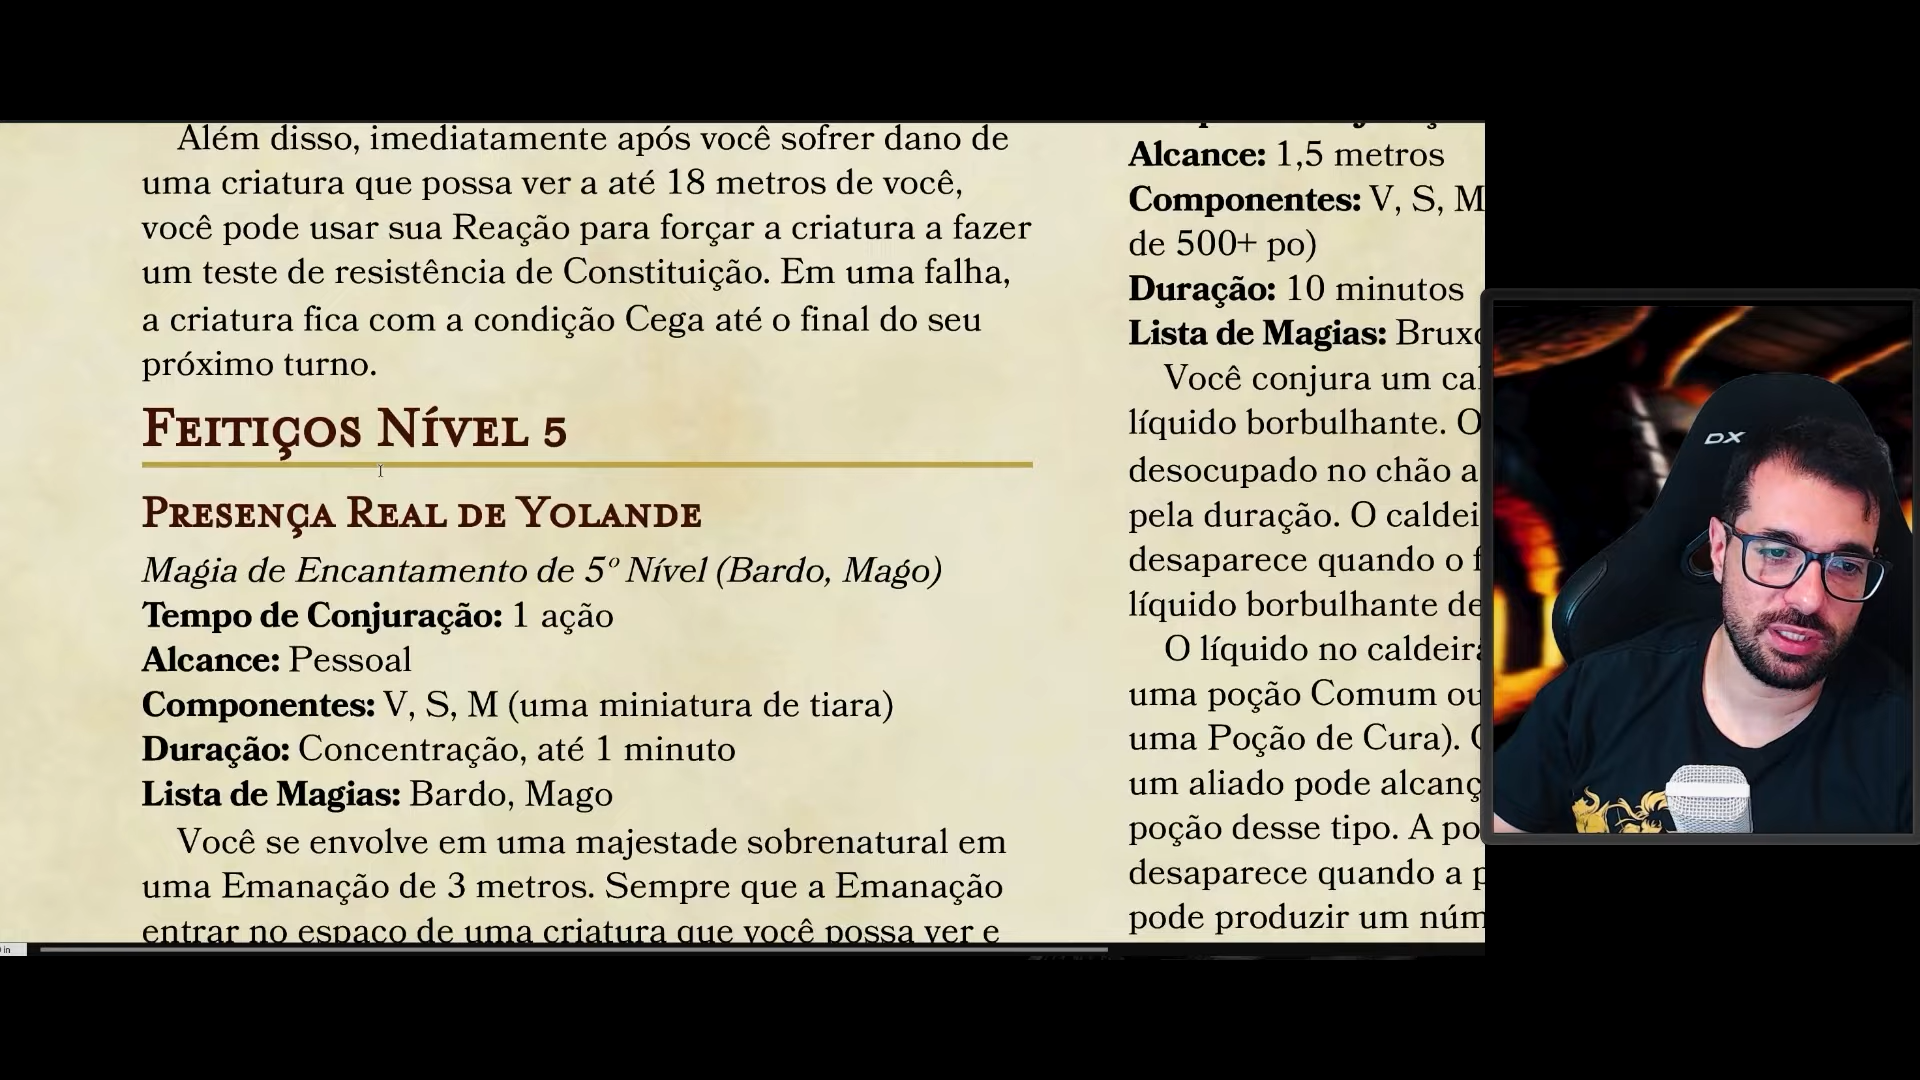 Além disso, imediatamente após você sofrer dano de
uma criatura que possa ver a até 18 metros de você,
você pode usar sua Reação para forçar a criatura a fazer
um teste de resistência de Constituição. Em uma falha,
a criatura fica com a condição Cega até o final do seu
próximo turno.
Feitiços Nível 5
Presença Real de Yolande
Magia de Encantamento de 5º Nível (Bardo, Mago)
Tempo de Conjuração: 1 ação
Alcance: Pessoal
Componentes: V, S, M (uma miniatura de tiara)
Duração: Concentração, até 1 minuto
Lista de Magias: Bardo, Mago
Você se envolve em uma majestade sobrenatural em
uma Emanação de 3 metros. Sempre que a Emanação
entrar no espaço de uma criatura que você possa ver e
Alcance: 1,5 metros
Componentes: V, S, M
de 500+ po)
Duração: 10 minutos
Lista de Magias:
Você conjura um
líquido borbulhante. O
desocupado no chão a
pela duração. O
desaparece quando o
líquido borbulhante de
O líquido no
uma poção Comum ou
uma Poção de Cura).
um aliado pode
poção desse tipo. A
desaparece quando a
pode produzir um
DX